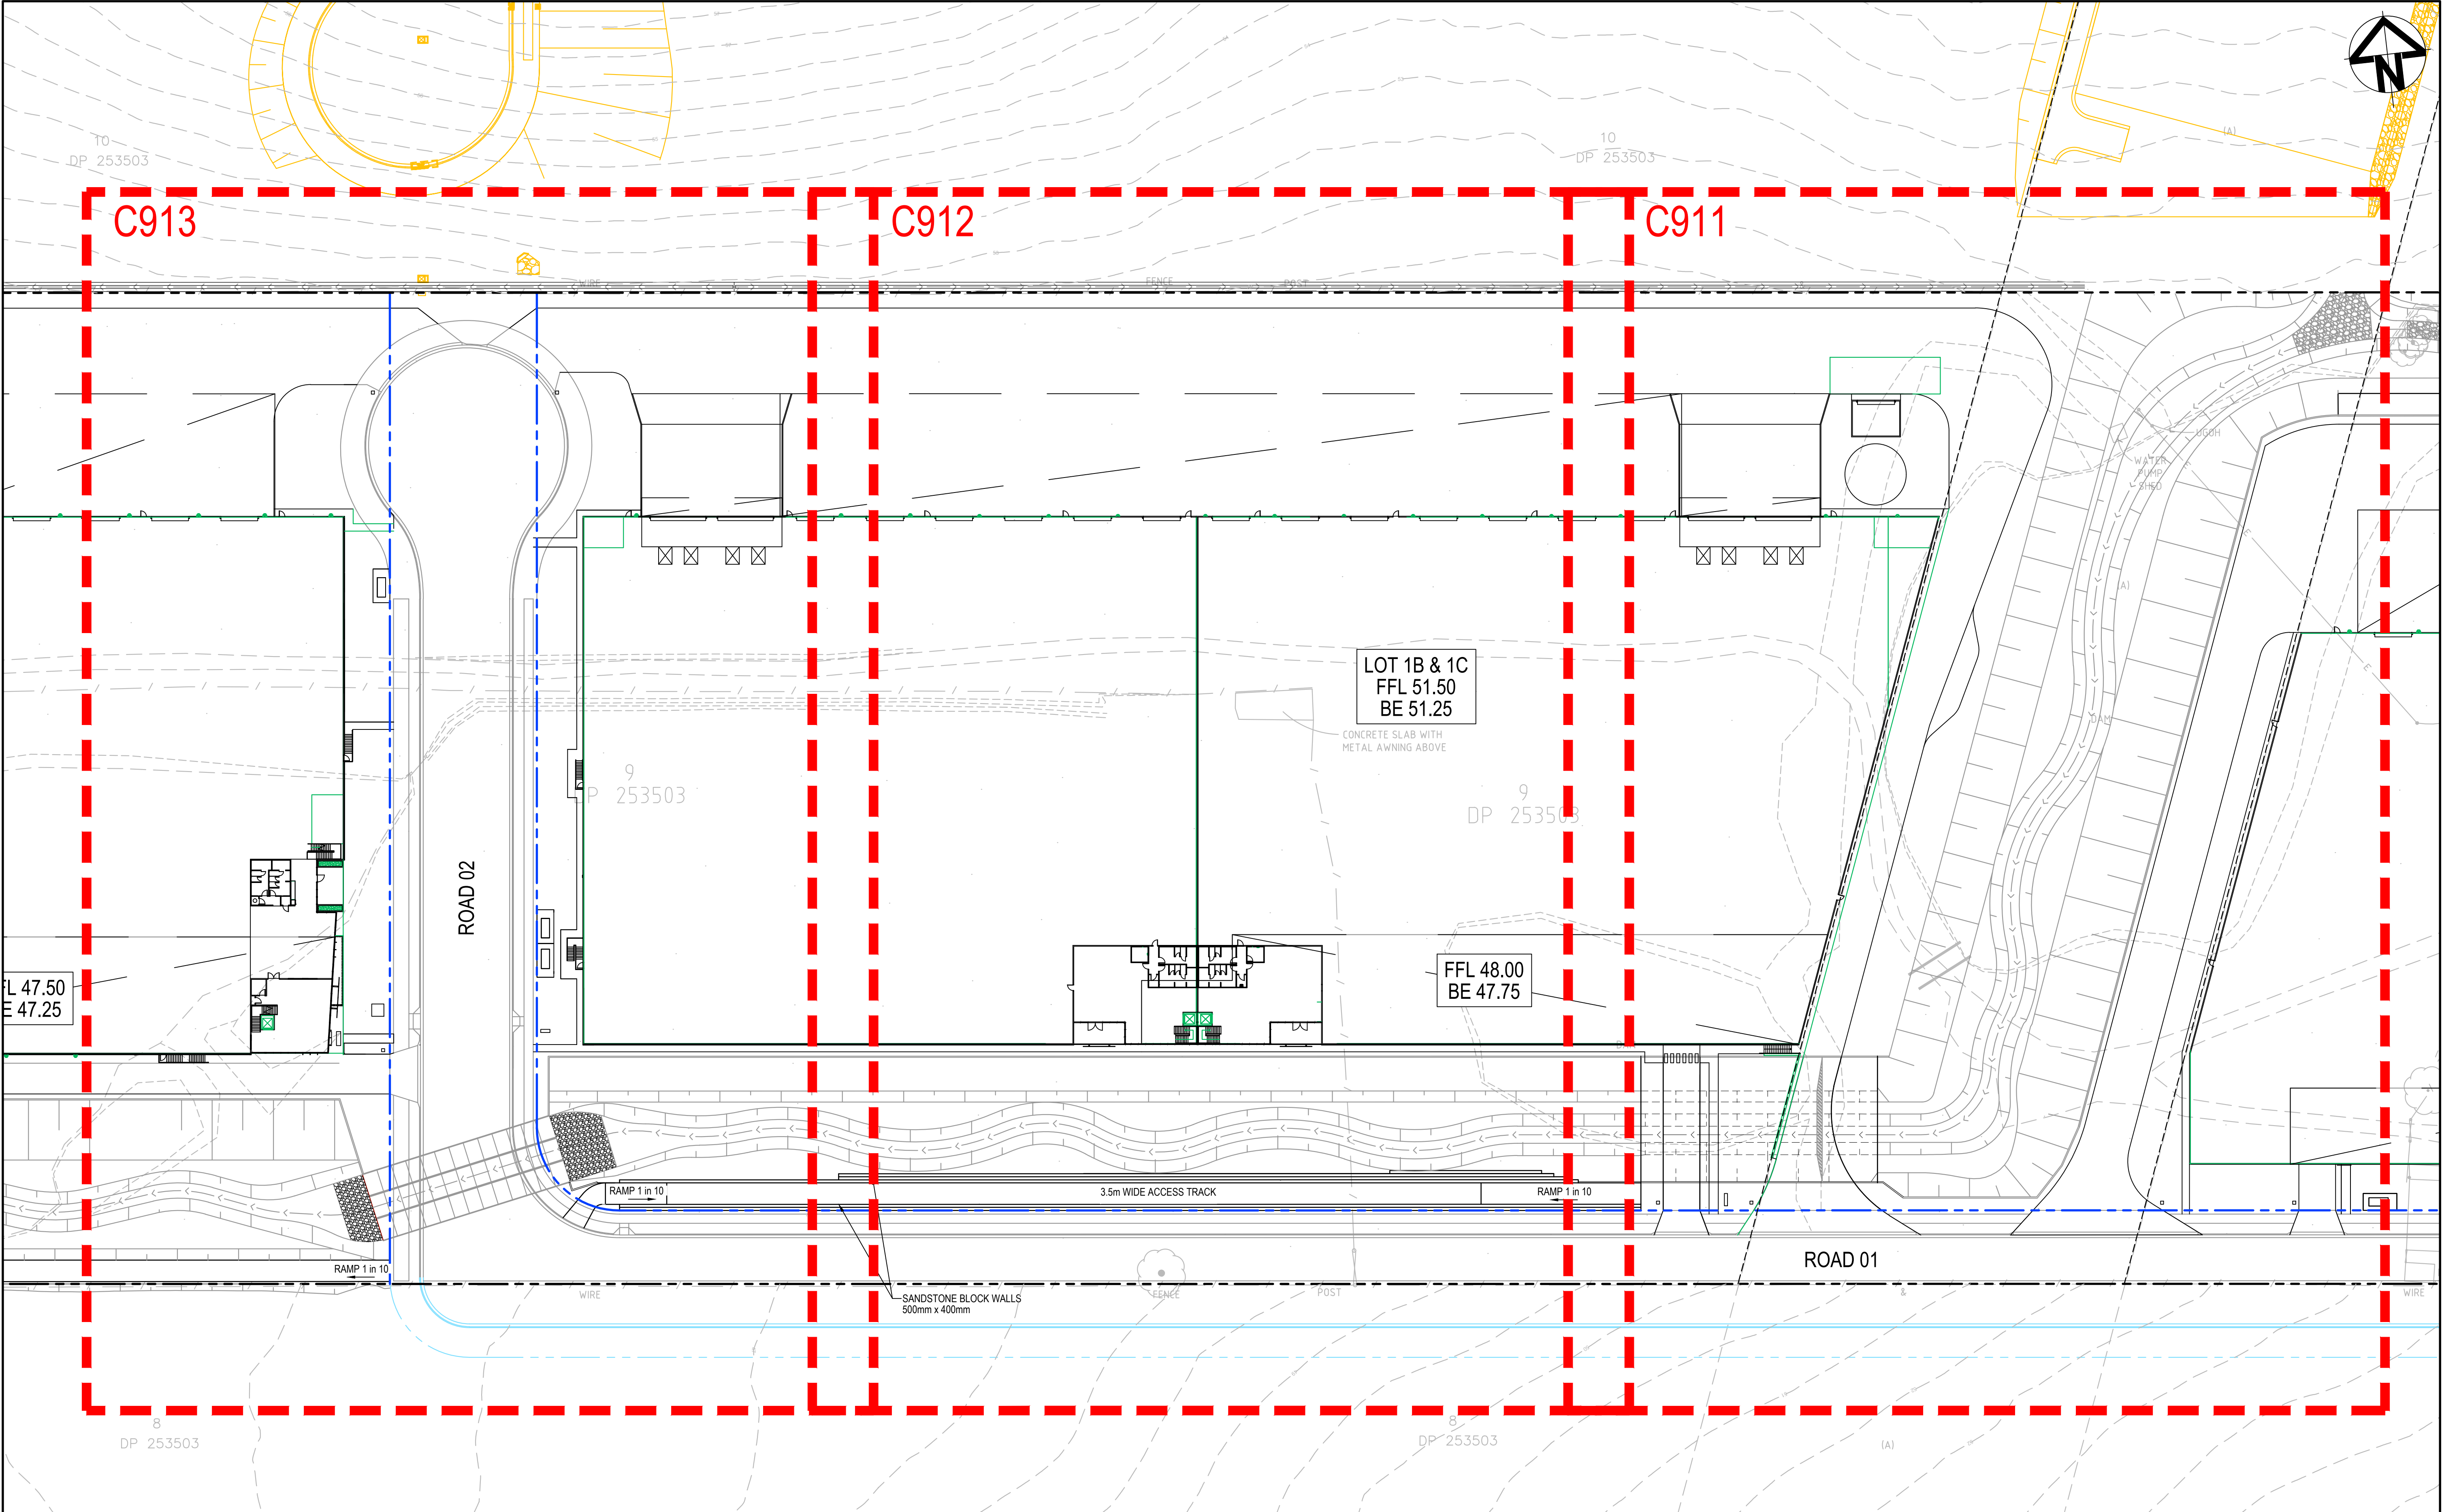 N
10
DP 253503
10
DP 253503
(A)
C913
C912
C911
WIRE
FENCE
POST
UGOH
WATER
PUMP
SHED
E
(A)
E
LOT 1B & 1C
FFL 51.50
BE 51.25
CONCRETE SLAB WITH
METAL AWNING ABOVE
DAM
9
DP 253503
9
DP 253503
ROAD 02
FL 47.50
E 47.25
FFL 48.00
BE 47.75
RAMP 1 in 10
3.5m WIDE ACCESS TRACK
RAMP 1 in 10
ROAD 01
RAMP 1 in 10
WIRE
SANDSTONE BLOCK WALLS
500mm x 400mm
FENCE
POST
&
WIRE
8
DP 253503
8
DP 253503
(A)